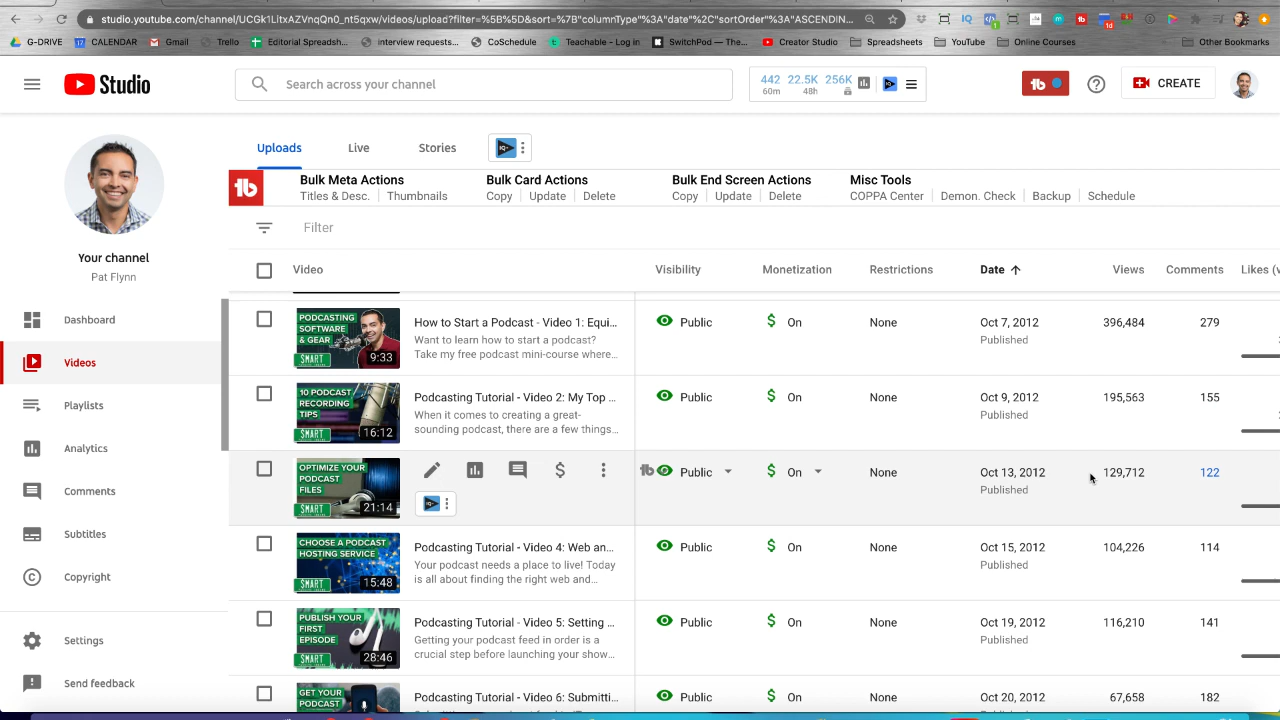 studio.youtube.com/channel/UCGk1LitxAZVnqQn0_nt5qxw/videos/upload?filter=%5B%5D&sort=%7B"columnType"%3A"date"%2C"sortOrder"%3A"ASCENDIN...
G-DRIVE
17 CALENDAR
Gmail
Trello
Editorial Spreadsh...
interview requests...
CoSchedule
Teachable - Log in
SwitchPod — The...
Creator Studio
Spreadsheets
YouTube
Online Courses
Other Bookmarks
Studio
Search across your channel
442 22.5K 256K
60m 48h
tb
CREATE
Your channel
Pat Flynn
Dashboard
Videos
Playlists
Analytics
Comments
Subtitles
Copyright
Settings
Send feedback
Uploads Live Stories IQ
tb
Bulk Meta Actions
Titles & Desc. Thumbnails
Bulk Card Actions
Copy Update Delete
Bulk End Screen Actions
Copy Update Delete
Misc Tools
COPPA Center Demon. Check Backup Schedule
Filter
Video Visibility Monetization Restrictions Date Views Comments Likes (v
PODCASTING
SOFTWARE
& GEAR
$MART
9:33
How to Start a Podcast - Video 1: Equi...
Want to learn how to start a podcast?
Take my free podcast mini-course where...
Public $ On None Oct 7, 2012 396,484 279
Published
10 PODCAST
RECORDING
TIPS
$MART
16:12
Podcasting Tutorial - Video 2: My Top ...
When it comes to creating a great-
sounding podcast, there are a few things...
Public $ On None Oct 9, 2012 195,563 155
Published
OPTIMIZE YOUR
PODCAST
FILES
$MART
21:14
$
IQ
tb Public $ On None Oct 13, 2012 129,712 122
Published
CHOOSE A PODCAST
HOSTING SERVICE
$MART
15:48
Podcasting Tutorial - Video 4: Web an...
Your podcast needs a place to live! Today
is all about finding the right web and...
Public $ On None Oct 15, 2012 104,226 114
Published
PUBLISH YOUR
FIRST
EPISODE
$MART
28:46
Podcasting Tutorial - Video 5: Setting ...
Getting your podcast feed in order is a
crucial step before launching your show...
Public $ On None Oct 19, 2012 116,210 141
Published
GET YOUR
PODCAST
Podcasting Tutorial - Video 6: Submitti...
Public $ On None Oct 20, 2012 67,658 182